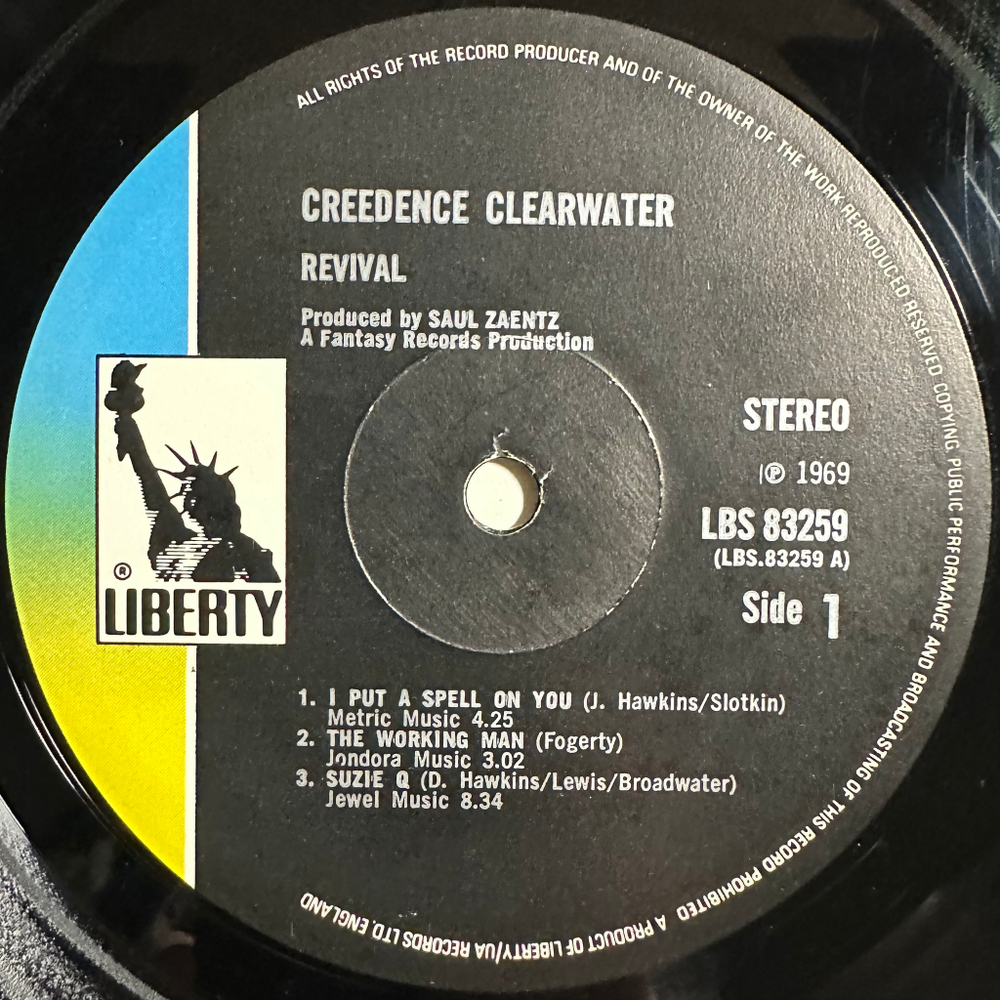 ALL RIGHTS OF THE RECORD PRODUCER AND OF THE OWNER OF THE WORK REPRODUCED RESERVED COPYING PUBLIC PERFORMANCE AND BROADCASTING OF THIS RECORD PROHIBITED A PRODUCT OF LIBERTY/UA RECORDS LTD. ENGLAND
CREEDENCE CLEARWATER
REVIVAL
Produced by SAUL ZAENTZ
A Fantasy Records Production
STEREO
℗ 1969
LBS 83259
(LBS.83259 A)
Side 1
®
LIBERTY
1. I PUT A SPELL ON YOU (J. Hawkins/Slotkin)
Metric Music 4.25
2. THE WORKING MAN (Fogerty)
Jondora Music 3.02
3. SUZIE Q (D. Hawkins/Lewis/Broadwater)
Jewel Music 8.34